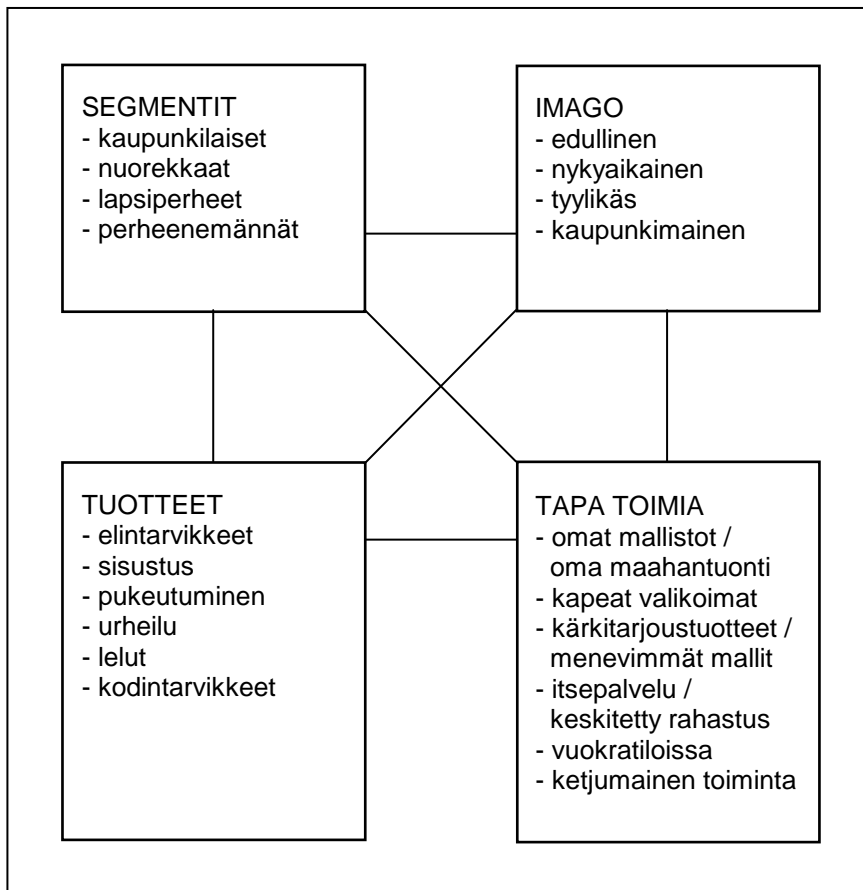 SEGMENTIT
- kaupunkilaiset
- nuorekkaat
- lapsiperheet
- perheenemännät
IMAGO
- edullinen
- nykyaikainen
- tyylikäs
- kaupunkimainen
TUOTTEET
- elintarvikkeet
- sisustus
- pukeutuminen
- urheilu
- lelut
- kodintarvikkeet
TAPA TOIMIA
- omat mallistot /
oma maahantuonti
- kapeat valikoimat
- kärkitarjoustuotteet /
menevimmät mallit
- itsepalvelu /
keskitetty rahastus
- vuokratiloissa
- ketjumainen toiminta